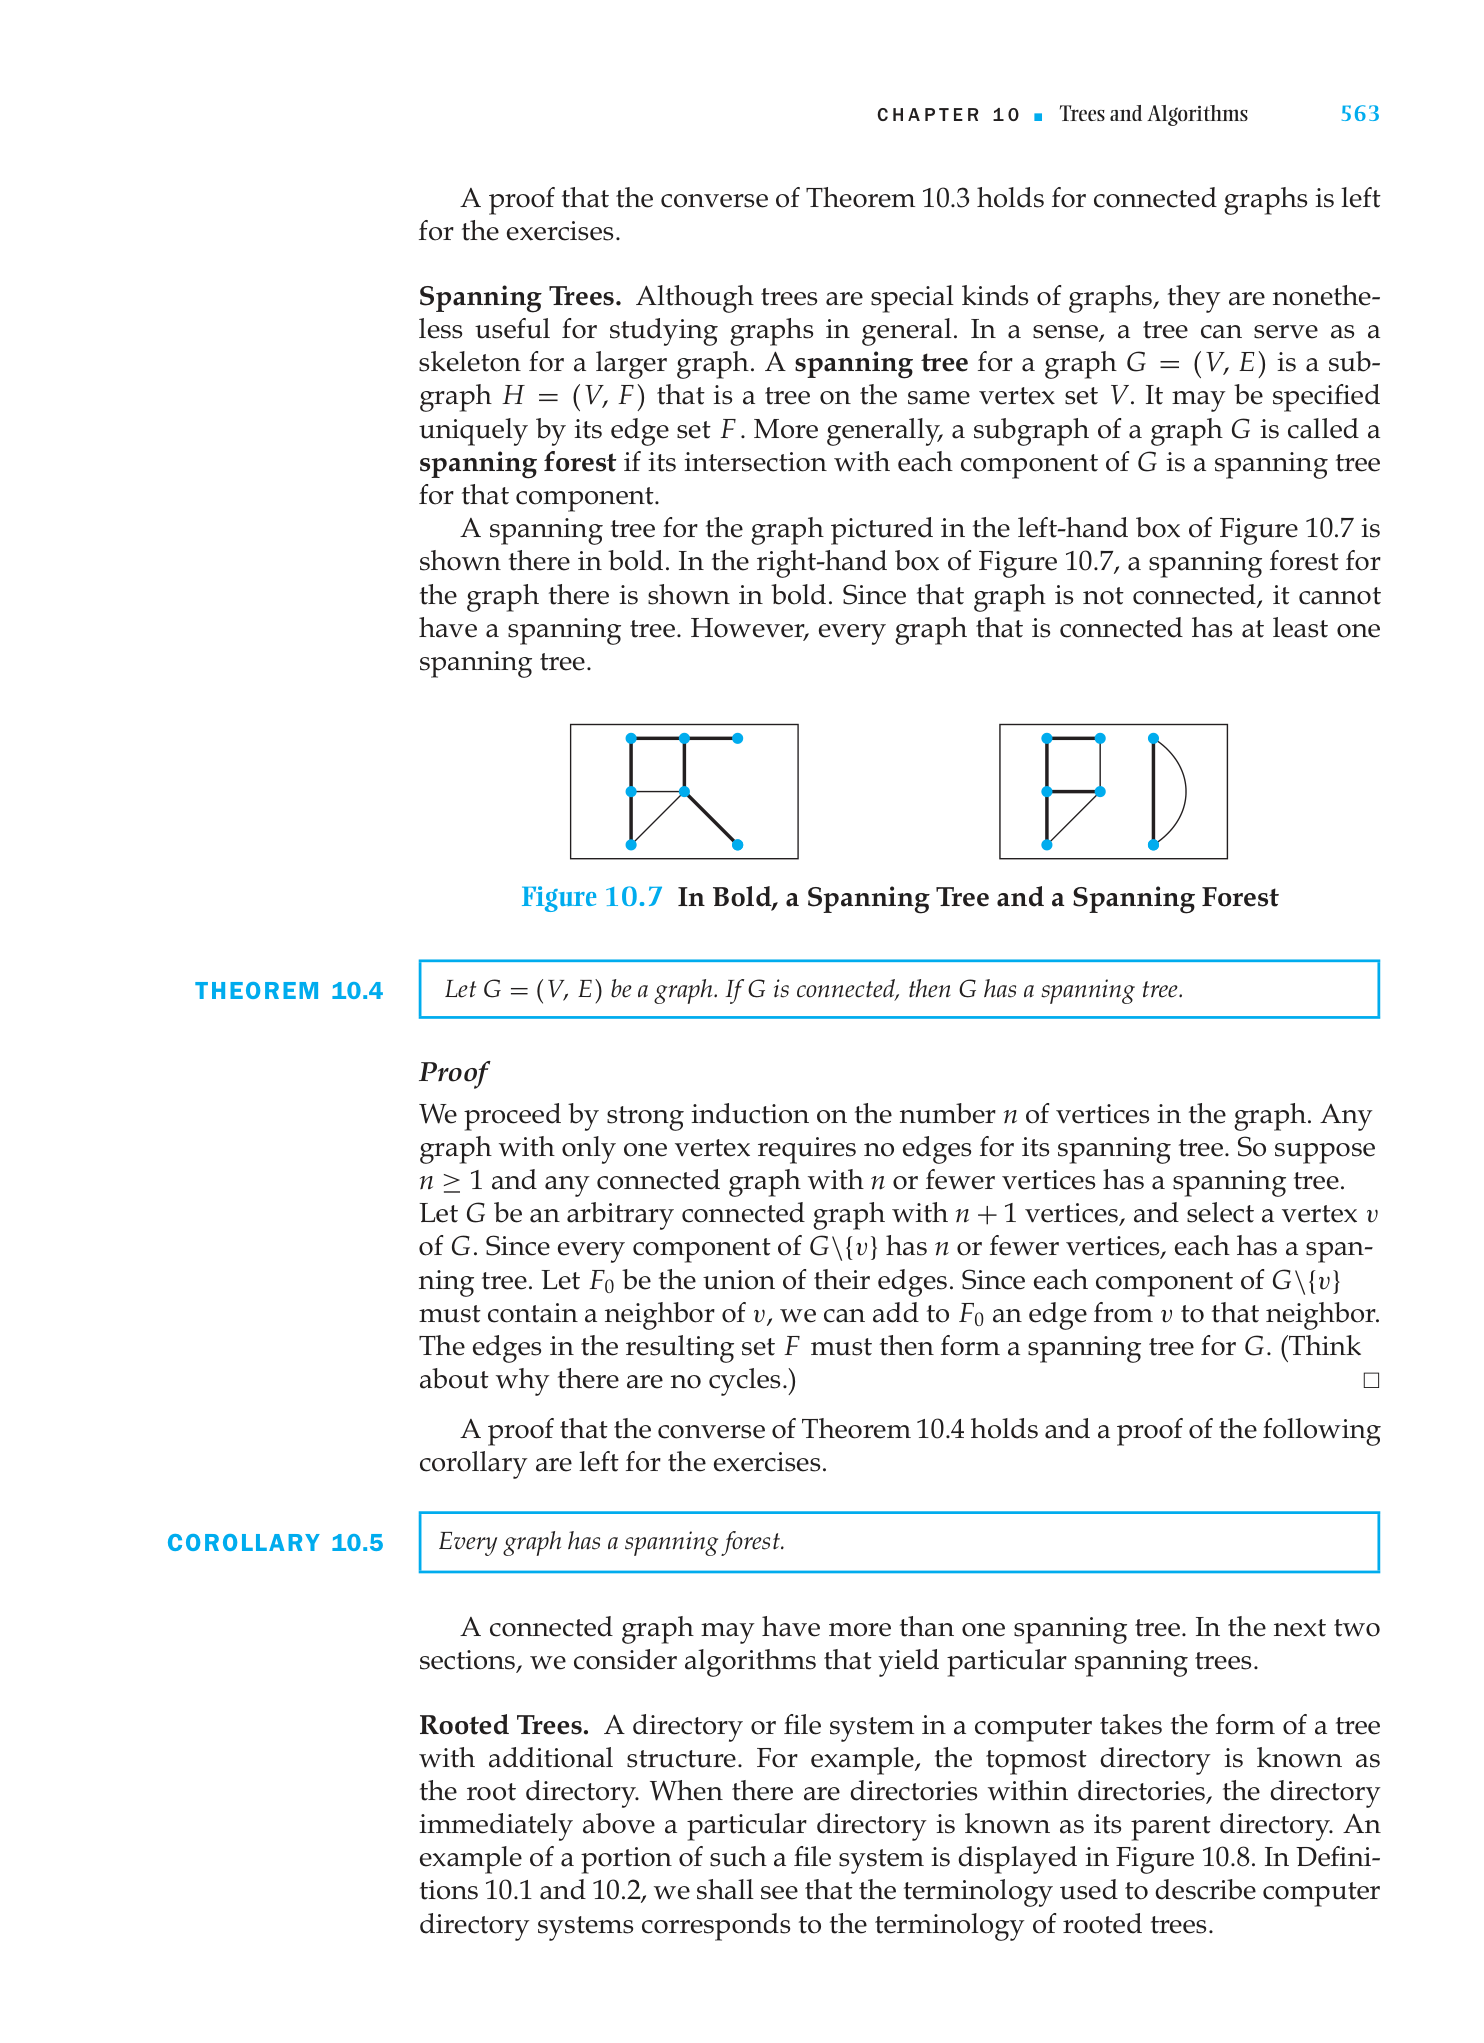 CHAPTER 10 ■ Trees and Algorithms 563
A proof that the converse of Theorem 10.3 holds for connected graphs is left
for the exercises.
Spanning Trees. Although trees are special kinds of graphs, they are nonethe-
less useful for studying graphs in general. In a sense, a tree can serve as a
skeleton for a larger graph. A spanning tree for a graph G = (V, E) is a sub-
graph H = (V, F) that is a tree on the same vertex set V. It may be specified
uniquely by its edge set F. More generally, a subgraph of a graph G is called a
spanning forest if its intersection with each component of G is a spanning tree
for that component.
A spanning tree for the graph pictured in the left-hand box of Figure 10.7 is
shown there in bold. In the right-hand box of Figure 10.7, a spanning forest for
the graph there is shown in bold. Since that graph is not connected, it cannot
have a spanning tree. However, every graph that is connected has at least one
spanning tree.
Figure 10.7 In Bold, a Spanning Tree and a Spanning Forest
THEOREM 10.4 Let G = (V, E) be a graph. If G is connected, then G has a spanning tree.
Proof
We proceed by strong induction on the number n of vertices in the graph. Any
graph with only one vertex requires no edges for its spanning tree. So suppose
n ≥ 1 and any connected graph with n or fewer vertices has a spanning tree.
Let G be an arbitrary connected graph with n + 1 vertices, and select a vertex v
of G. Since every component of G\{v} has n or fewer vertices, each has a span-
ning tree. Let F₀ be the union of their edges. Since each component of G\{v}
must contain a neighbor of v, we can add to F₀ an edge from v to that neighbor.
The edges in the resulting set F must then form a spanning tree for G. (Think
about why there are no cycles.) □
A proof that the converse of Theorem 10.4 holds and a proof of the following
corollary are left for the exercises.
COROLLARY 10.5 Every graph has a spanning forest.
A connected graph may have more than one spanning tree. In the next two
sections, we consider algorithms that yield particular spanning trees.
Rooted Trees. A directory or file system in a computer takes the form of a tree
with additional structure. For example, the topmost directory is known as
the root directory. When there are directories within directories, the directory
immediately above a particular directory is known as its parent directory. An
example of a portion of such a file system is displayed in Figure 10.8. In Defini-
tions 10.1 and 10.2, we shall see that the terminology used to describe computer
directory systems corresponds to the terminology of rooted trees.